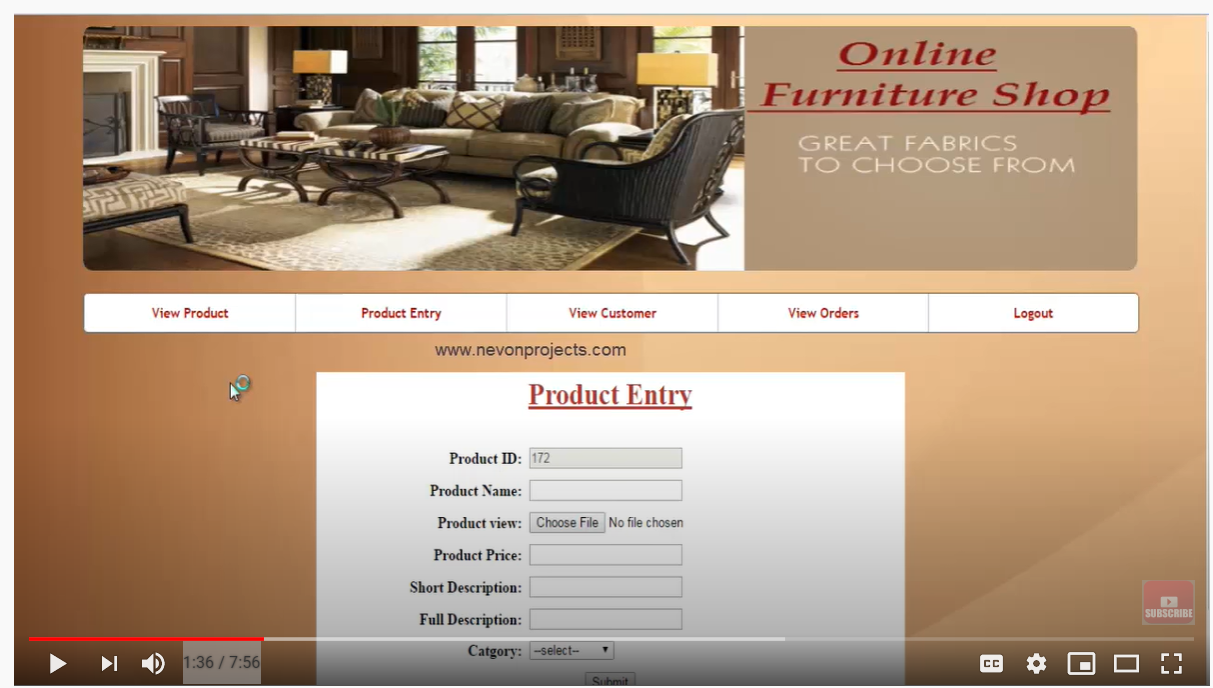 Online
Furniture Shop
GREAT FABRICS
TO CHOOSE FROM
View Product
Product Entry
View Customer
View Orders
Logout
www.nevonprojects.com
Product Entry
Product ID: 172
Product Name:
Product view: Choose File No file chosen
Product Price:
Short Description:
Full Description:
Catgory: --select--
Submit
SUBSCRIBE
1:36 / 7:56
CC